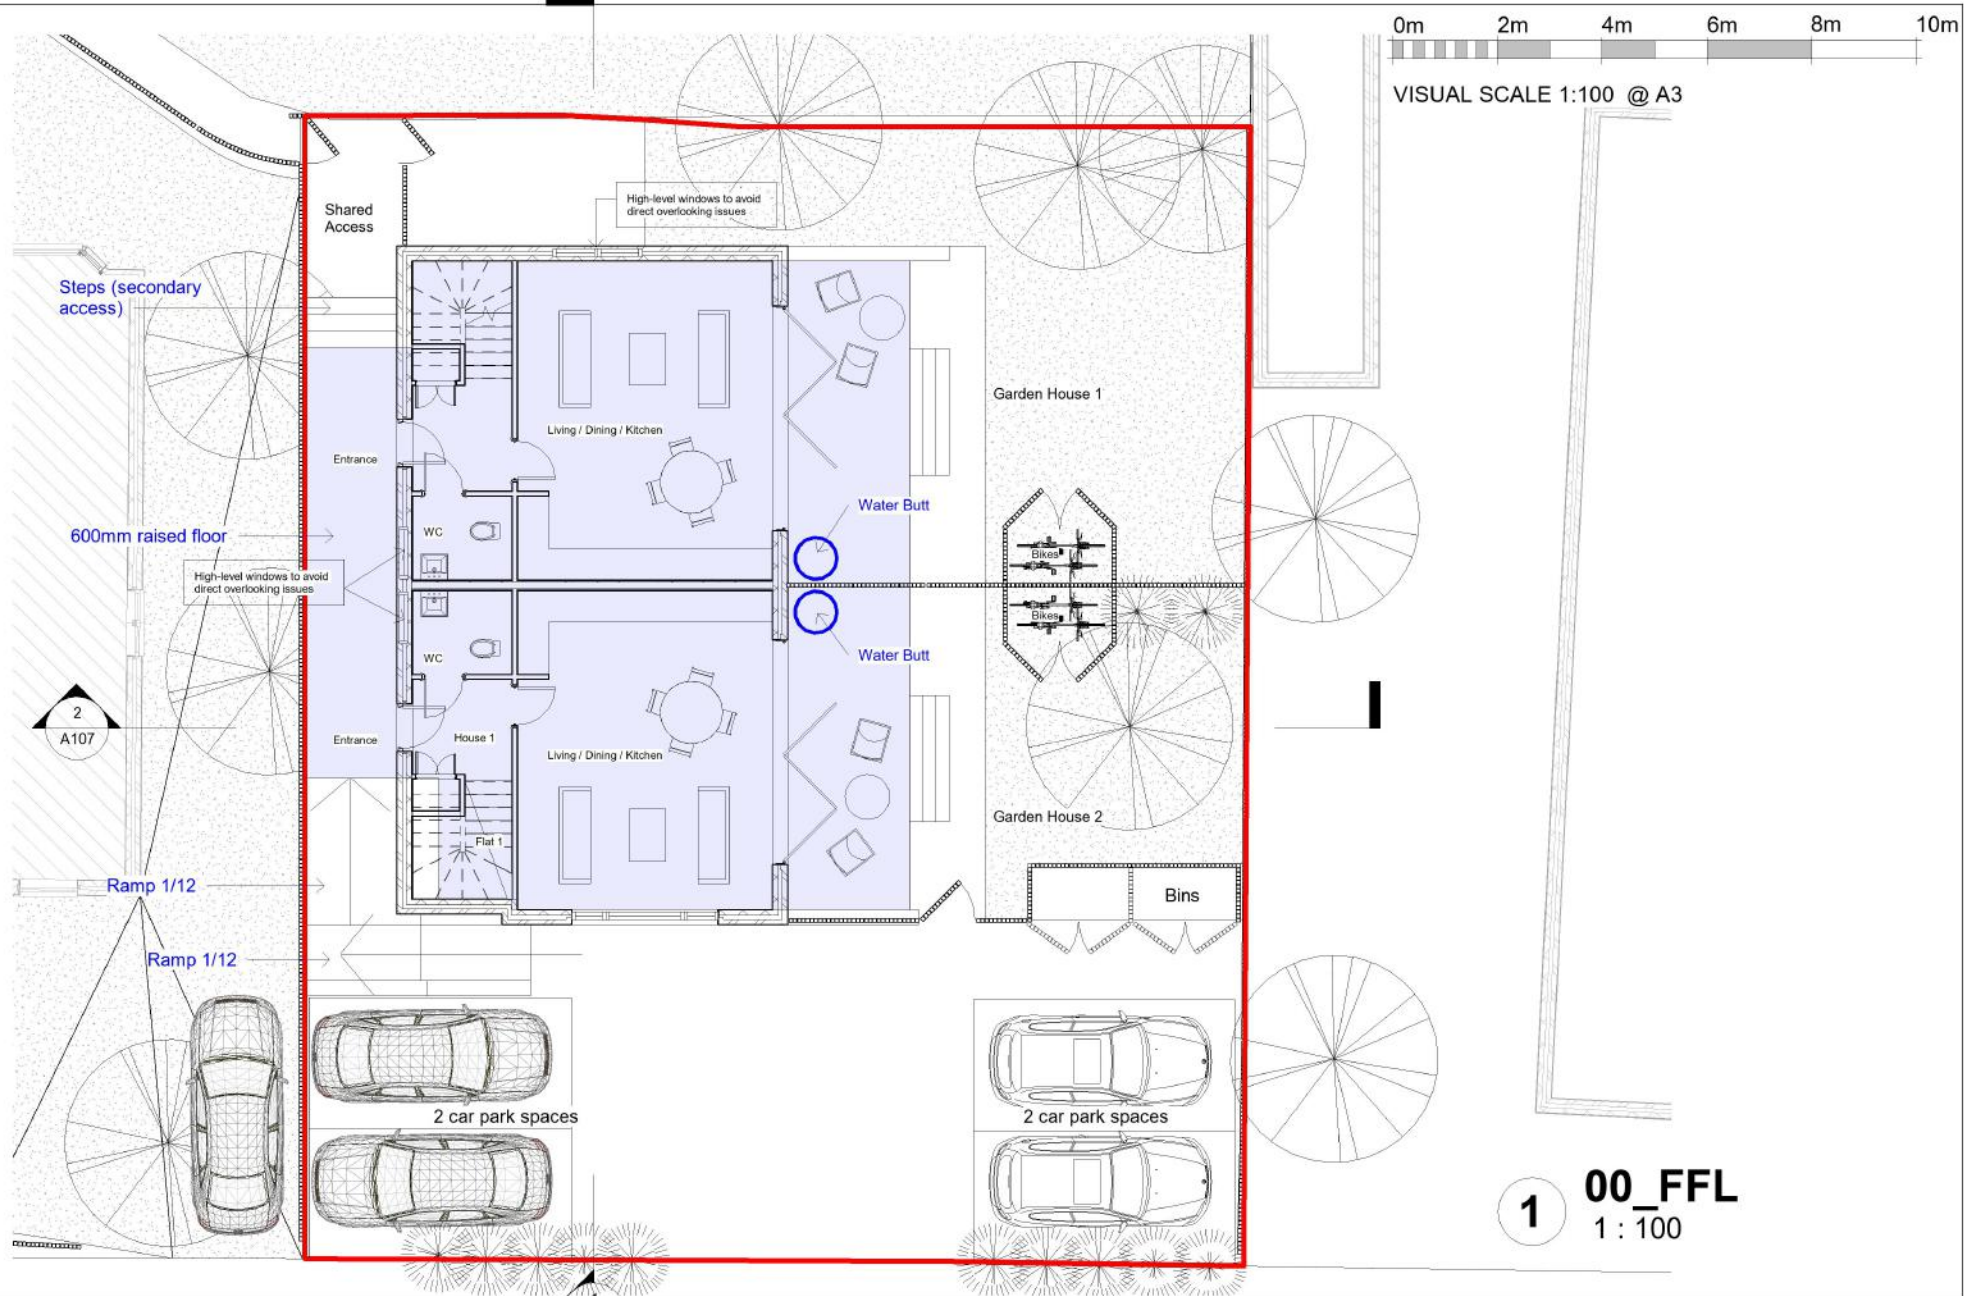 0m 2m 4m 6m 8m 10m
VISUAL SCALE 1:100 @ A3
High-level windows to avoid
direct overlooking issues
Shared
Access
Steps (secondary
access)
Garden House 1
Living / Dining / Kitchen
Entrance
Water Butt
600mm raised floor
WC
Bikes
High-level windows to avoid
direct overlooking issues
Bikes
WC
Water Butt
2
A107
Entrance
House 1
Living / Dining / Kitchen
Garden House 2
Flat 1
Ramp 1/12
Bins
Ramp 1/12
2 car park spaces
2 car park spaces
1
00_FFL
1 : 100